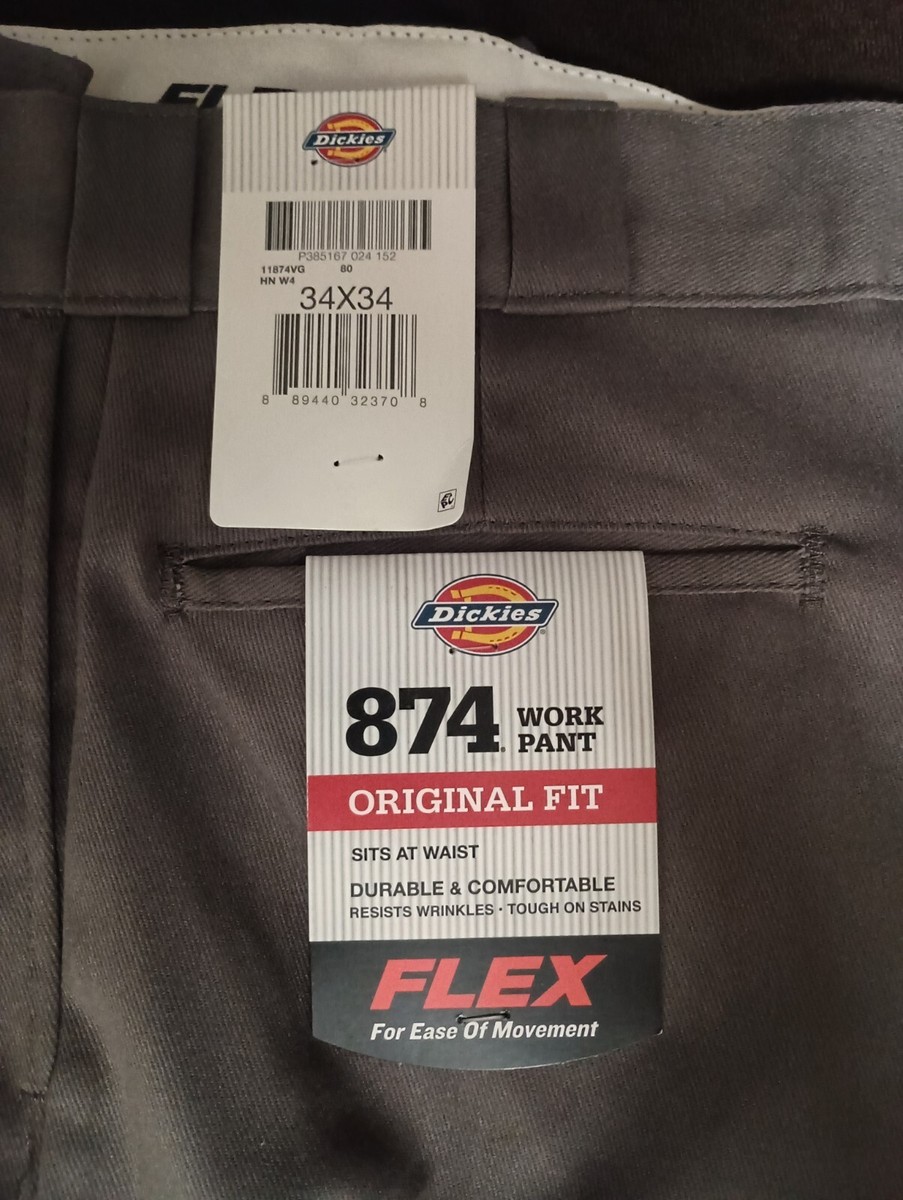 Dickies
P385167 024 152
11874VG 80
HN W4
34X34
8 89440 32370 8
Dickies
874 WORK
PANT
ORIGINAL FIT
SITS AT WAIST
DURABLE & COMFORTABLE
RESISTS WRINKLES · TOUGH ON STAINS
FLEX
For Ease Of Movement